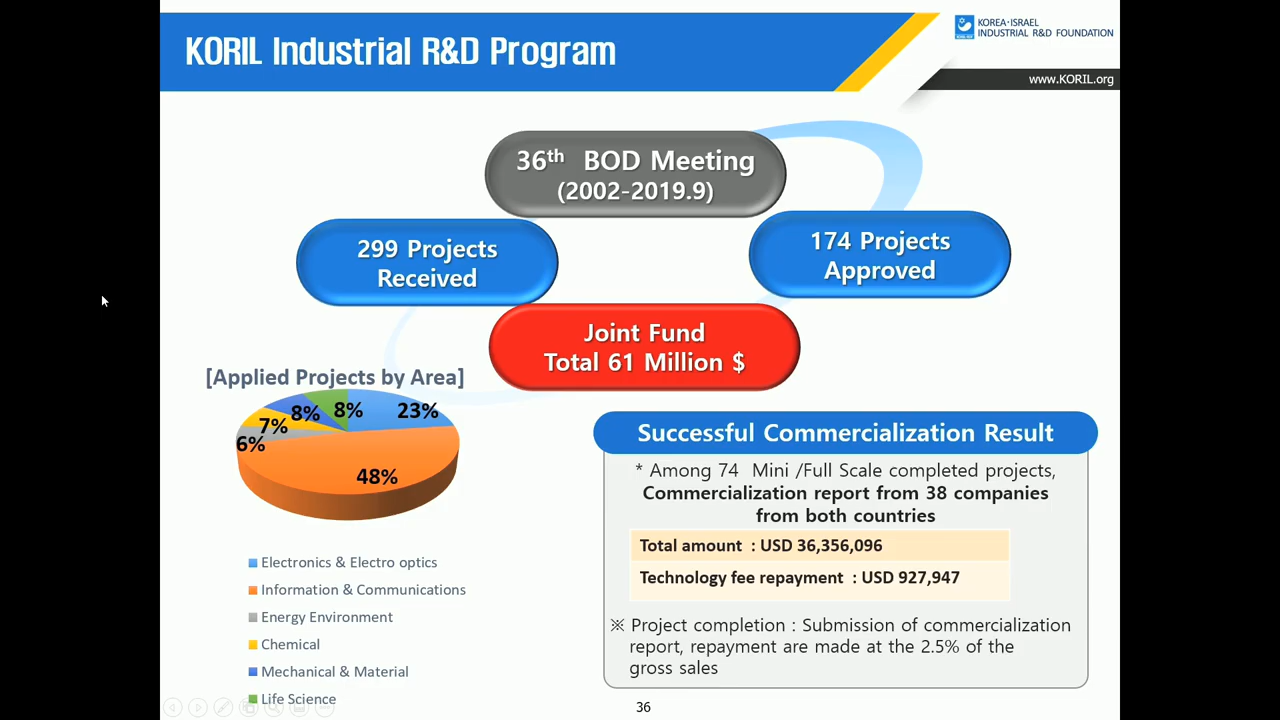 KORIL Industrial R&D Program
KOREA·ISRAEL
INDUSTRIAL R&D FOUNDATION
www.KORIL.org
36th BOD Meeting
(2002-2019.9)
299 Projects
Received
174 Projects
Approved
Joint Fund
Total 61 Million $
[Applied Projects by Area]
8%
8%
23%
7%
6%
48%
Electronics & Electro optics
Information & Communications
Energy Environment
Chemical
Mechanical & Material
Life Science
Successful Commercialization Result
* Among 74 Mini /Full Scale completed projects,
Commercialization report from 38 companies
from both countries
Total amount : USD 36,356,096
Technology fee repayment : USD 927,947
※ Project completion : Submission of commercialization
report, repayment are made at the 2.5% of the
gross sales
36